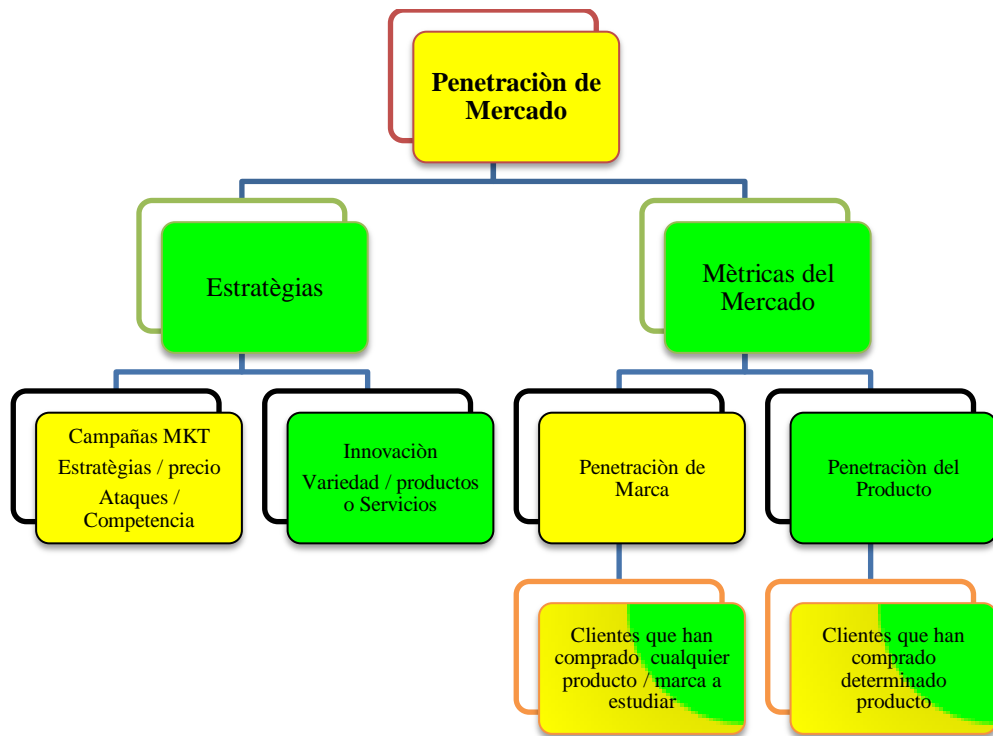 Penetraciòn de
Mercado
Estratègias
Mètricas del
Mercado
Campañas MKT
Estratègias / precio
Ataques /
Competencia
Innovaciòn
Variedad / productos
o Servicios
Penetraciòn de
Marca
Penetraciòn del
Producto
Clientes que han
comprado cualquier
producto / marca a
estudiar
Clientes que han
comprado
determinado
producto